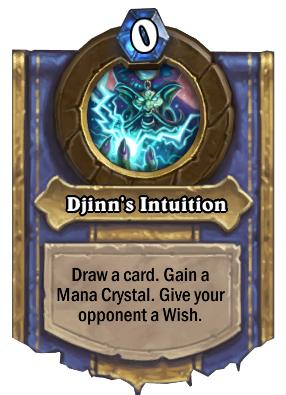 0
Djinn's Intuition
Draw a card. Gain a
Mana Crystal. Give your
opponent a Wish.